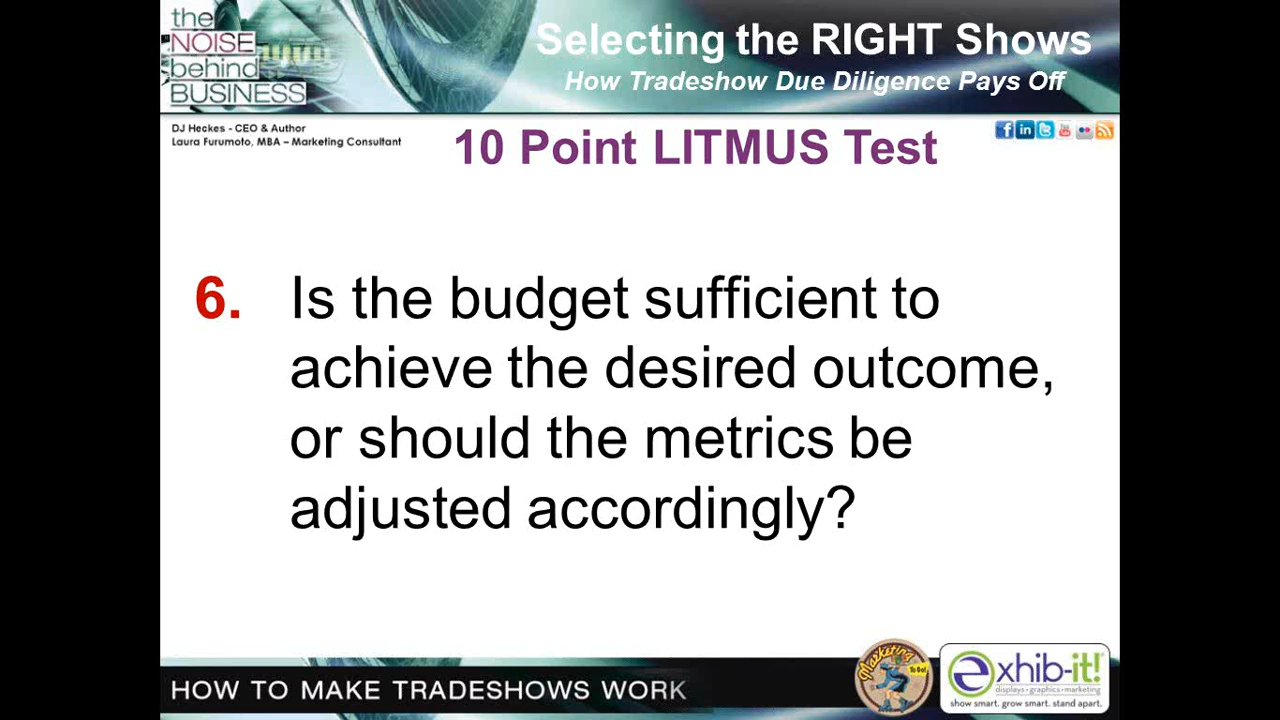 the
NOISE
behind
BUSINESS
Selecting the RIGHT Shows
How Tradeshow Due Diligence Pays Off
DJ Heckes - CEO & Author
Laura Furumoto, MBA – Marketing Consultant
10 Point LITMUS Test
6. Is the budget sufficient to
achieve the desired outcome,
or should the metrics be
adjusted accordingly?
HOW TO MAKE TRADESHOWS WORK
Marketing
To Go!
exhib-it!
displays • graphics • marketing
show smart. grow smart. stand apart.